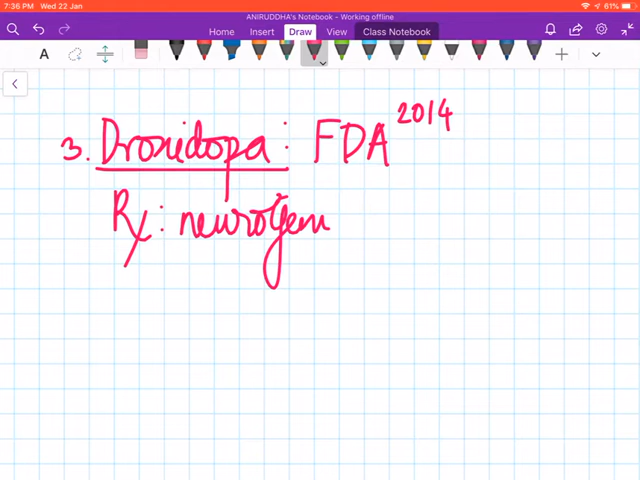 7:36 PM Wed 22 Jan
61%
ANIRUDDHA's Notebook - Working offline
Home Insert Draw View Class Notebook
A
3. Droxidopa : FDA 2014
Rx : neurogem